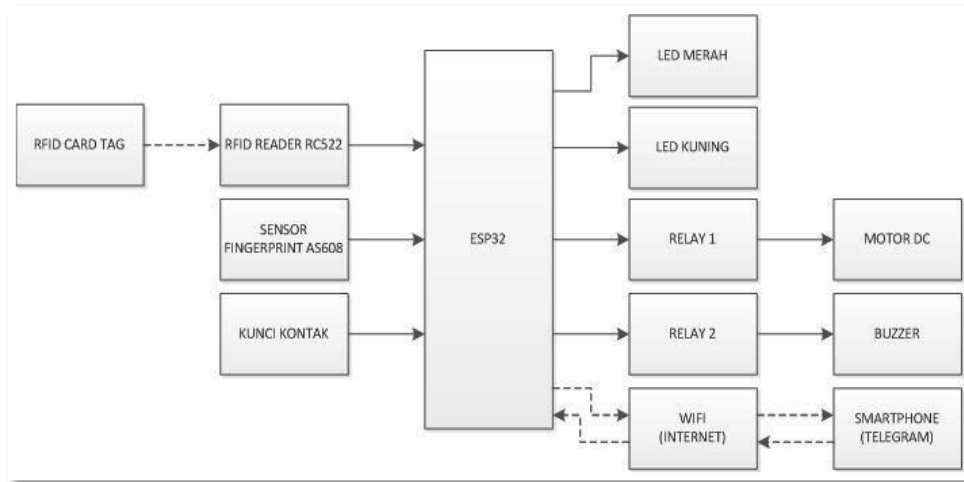 LED MERAH
RFID CARD TAG
RFID READER RC522
LED KUNING
SENSOR
FINGERPRINT AS608
ESP32
RELAY 1
MOTOR DC
KUNCI KONTAK
RELAY 2
BUZZER
WIFI
(INTERNET)
SMARTPHONE
(TELEGRAM)